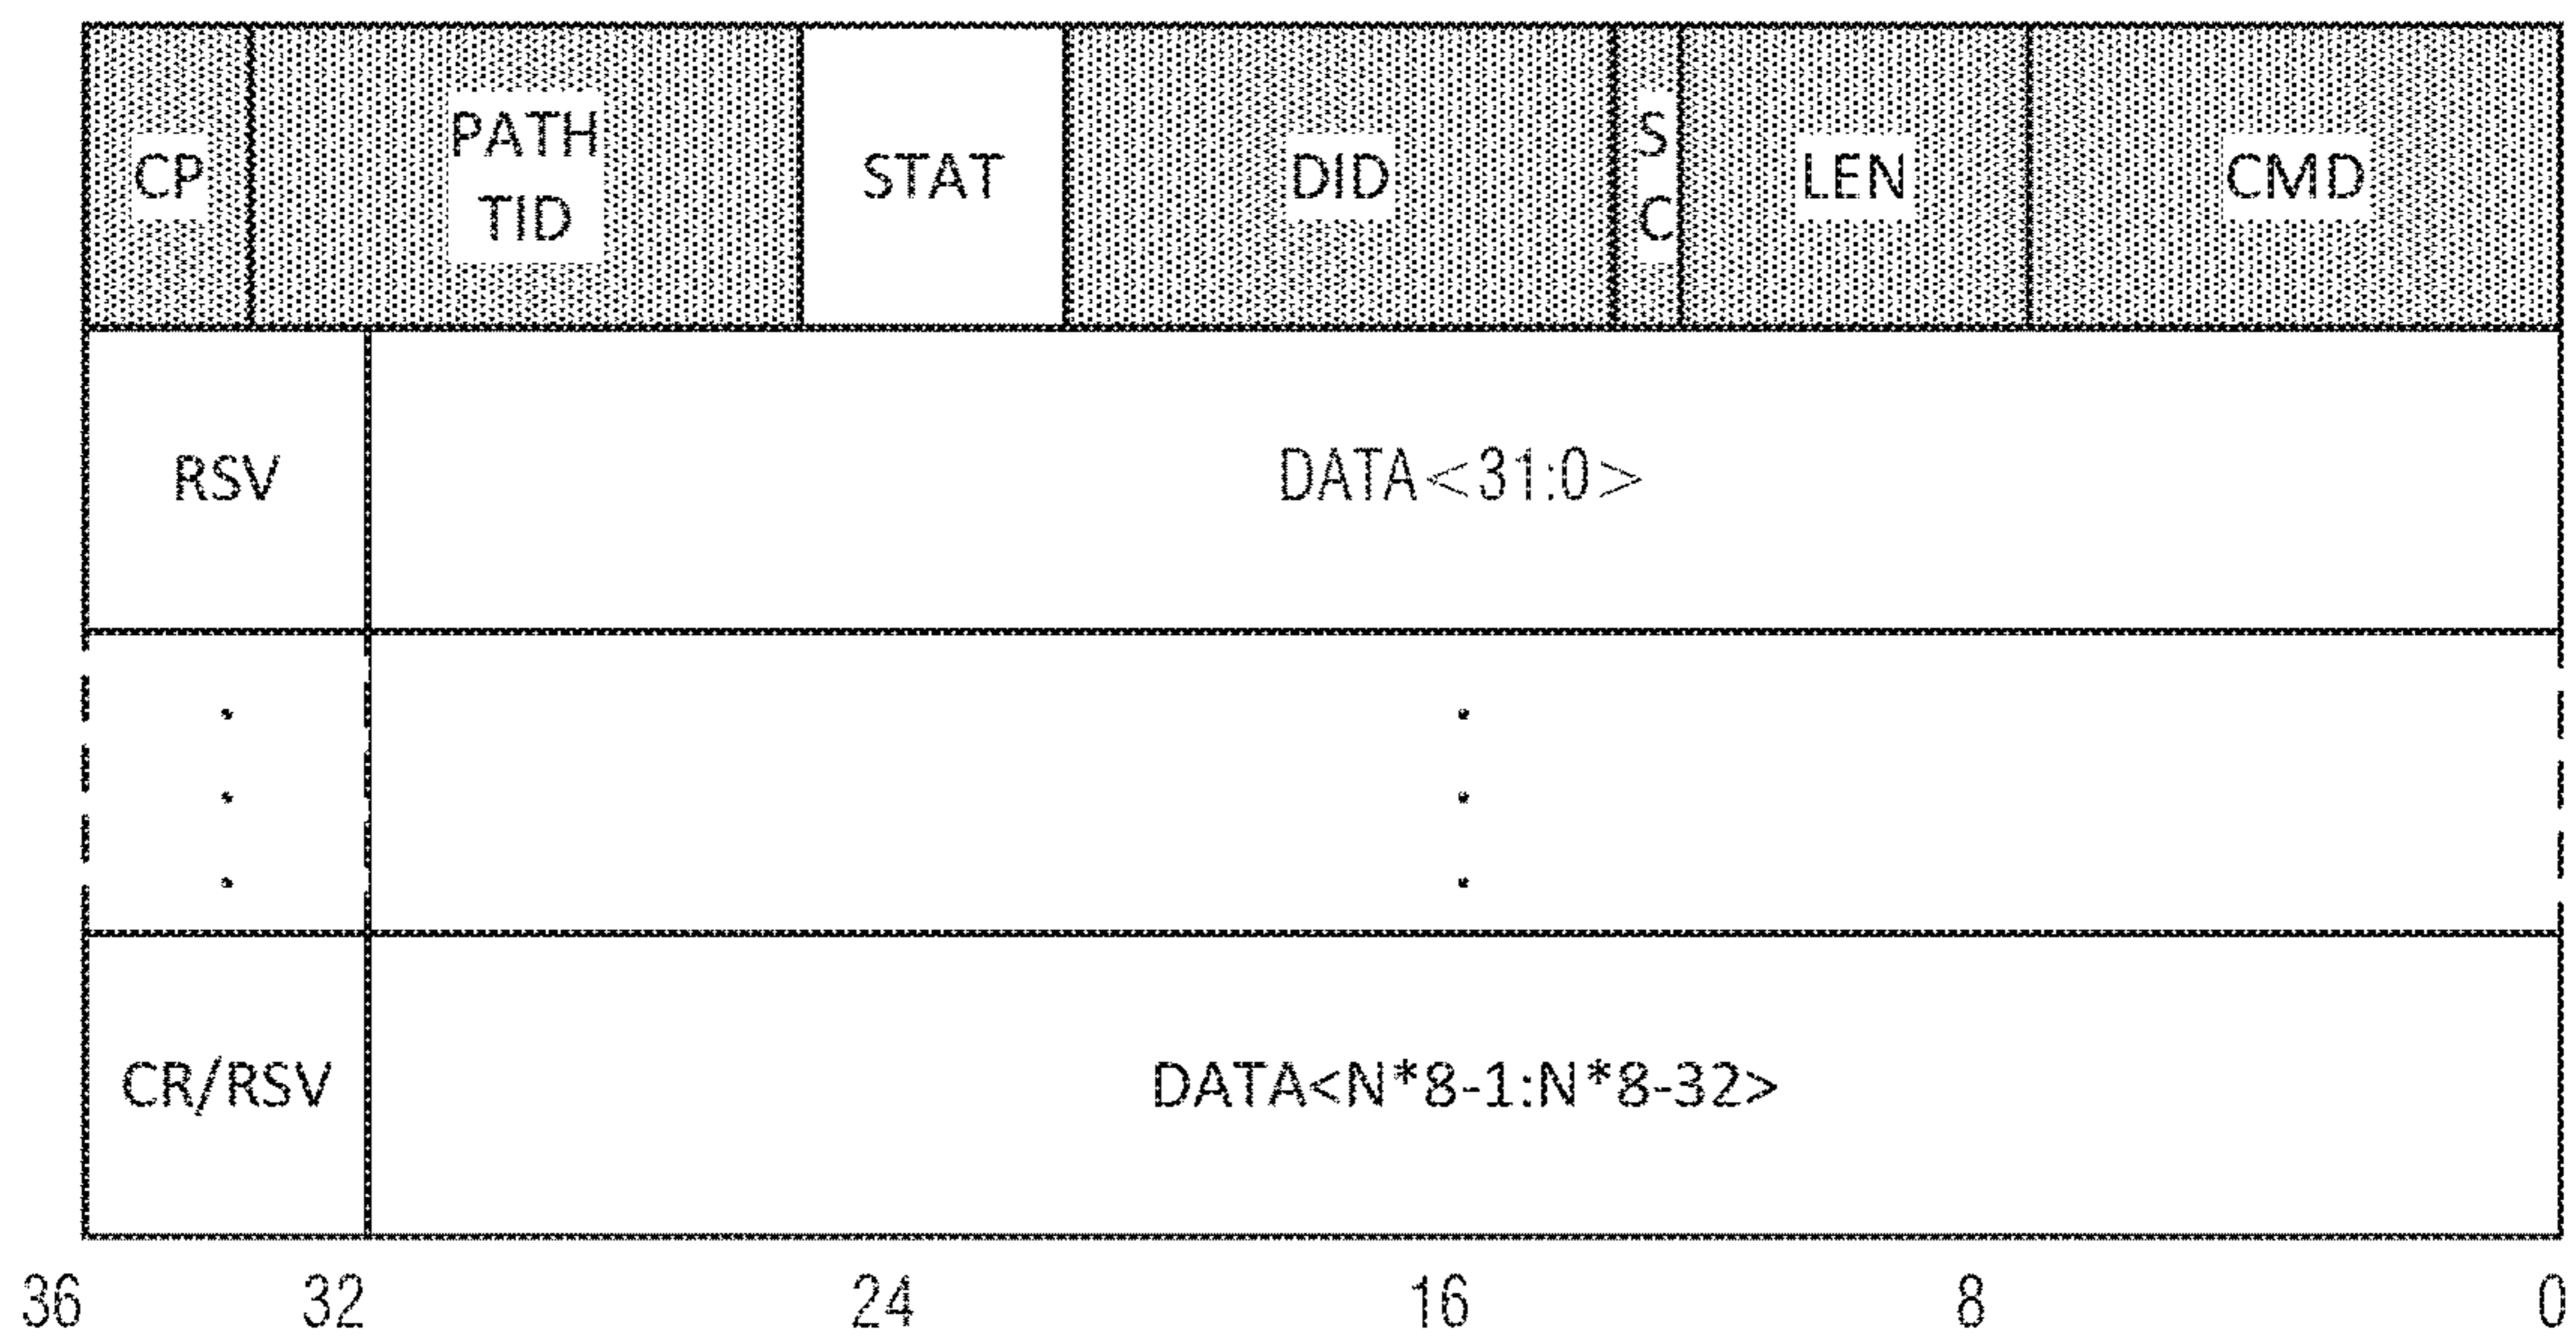 CP
PATH
TID
STAT
DID
S
C
LEN
CMD
RSV
DATA<31:0>
CR/RSV
DATA<N*8-1:N*8-32>
36 32 24 16 8 0